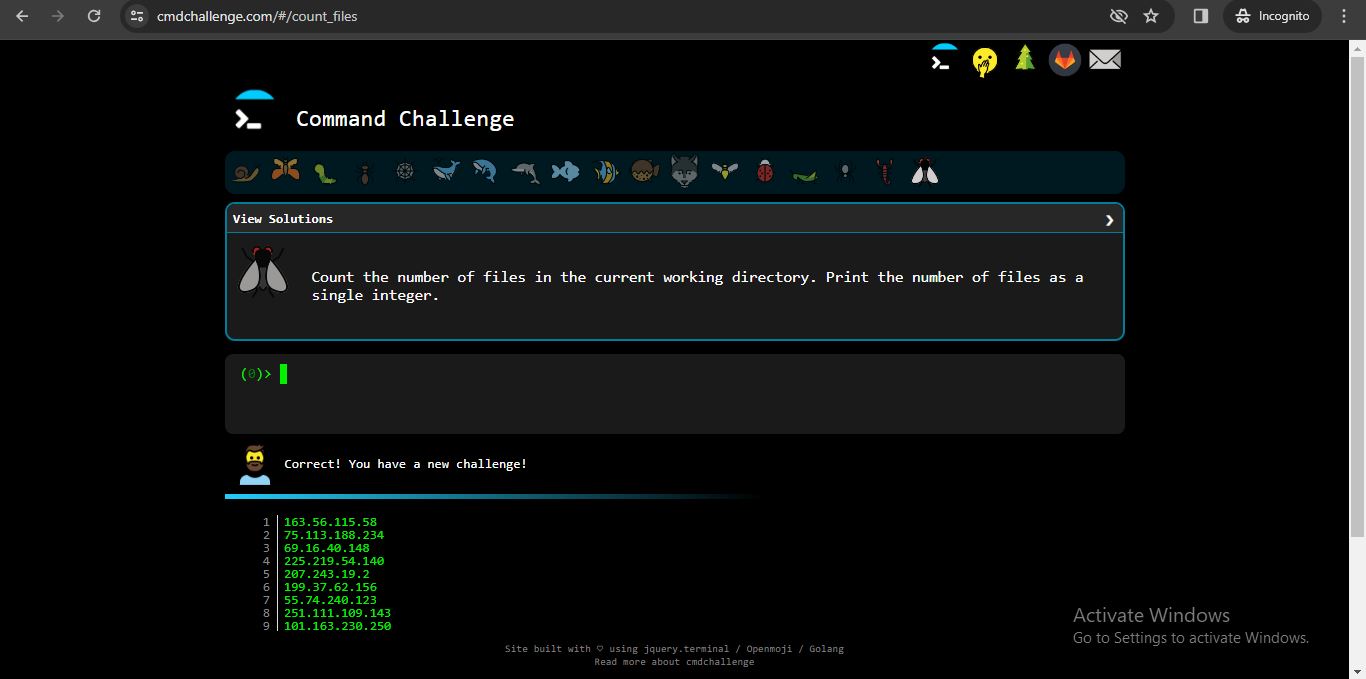 cmdchallenge.com/#/count_files
Incognito
Command Challenge
View Solutions
Count the number of files in the current working directory. Print the number of files as a
single integer.
(0)>
Correct! You have a new challenge!
1 163.56.115.58
2 75.113.188.234
3 69.16.40.148
4 225.219.54.140
5 207.243.19.2
6 199.37.62.156
7 55.74.240.123
8 251.111.109.143
9 101.163.230.250
Activate Windows
Go to Settings to activate Windows.
Site built with ♡ using jquery.terminal / Openmoji / Golang
Read more about cmdchallenge